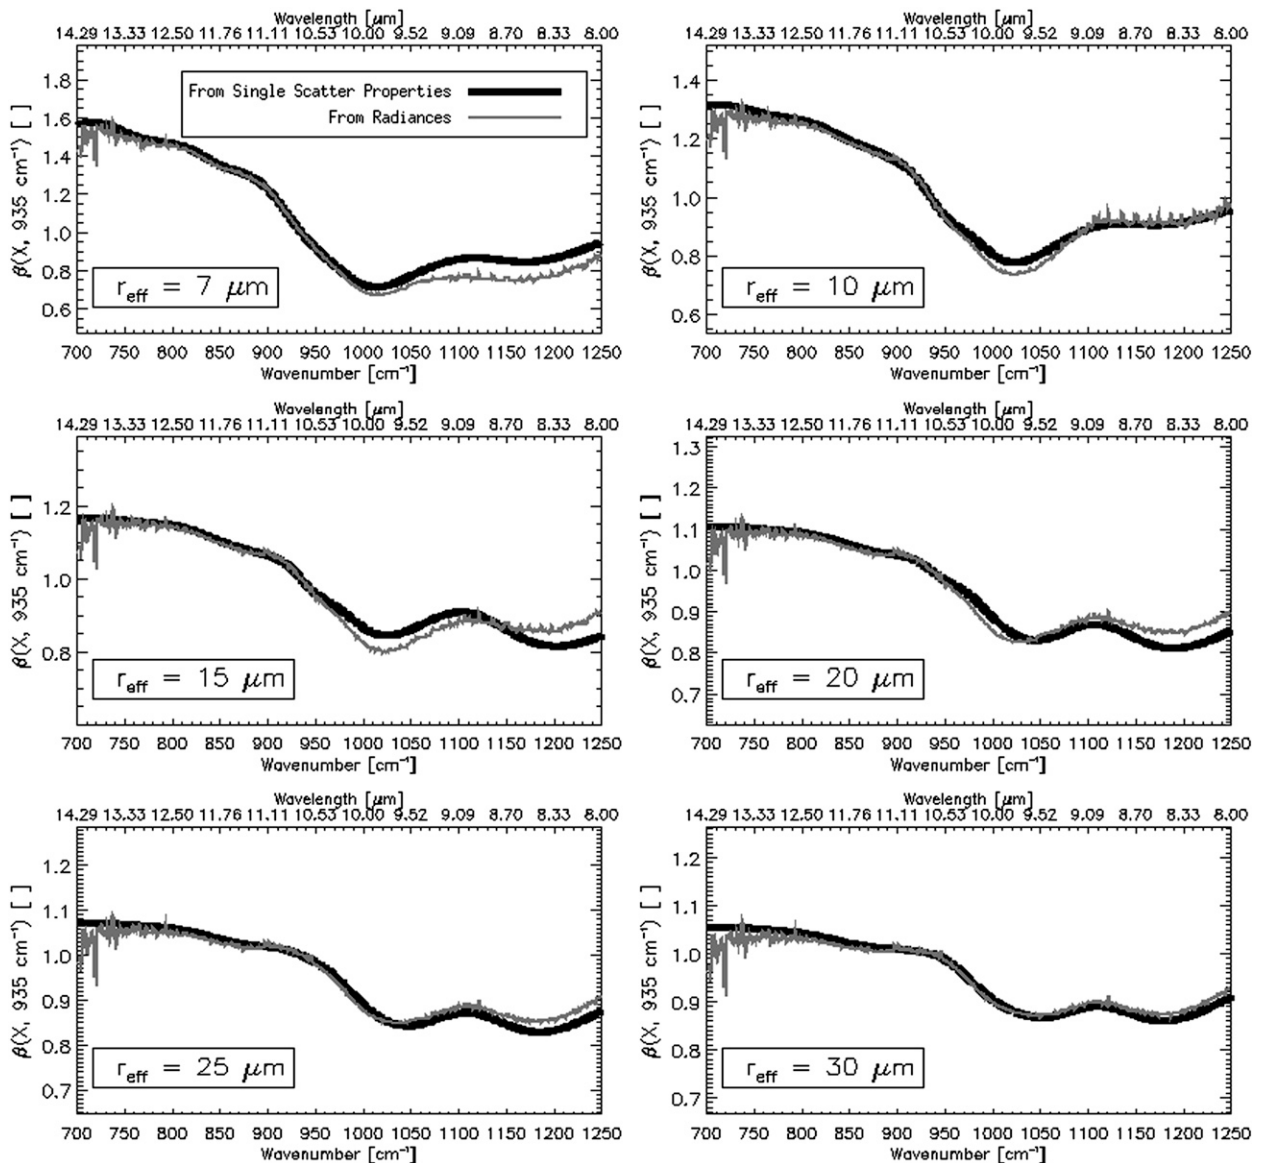 Wavelength [μm]
14.29 13.33 12.50 11.76 11.11 10.53 10.00 9.52 9.09 8.70 8.33 8.00
1.8
1.6
1.4
1.2
1.0
0.8
0.6
β(X, 935 cm⁻¹) [ ]
From Single Scatter Properties
From Radiances
r_eff = 7 μm
700 750 800 850 900 950 1000 1050 1100 1150 1200 1250
Wavenumber [cm⁻¹]
Wavelength [μm]
14.29 13.33 12.50 11.76 11.11 10.53 10.00 9.52 9.09 8.70 8.33 8.00
1.4
1.2
1.0
0.8
0.6
β(X, 935 cm⁻¹) [ ]
r_eff = 10 μm
700 750 800 850 900 950 1000 1050 1100 1150 1200 1250
Wavenumber [cm⁻¹]
Wavelength [μm]
14.29 13.33 12.50 11.76 11.11 10.53 10.00 9.52 9.09 8.70 8.33 8.00
1.2
1.0
0.8
β(X, 935 cm⁻¹) [ ]
r_eff = 15 μm
700 750 800 850 900 950 1000 1050 1100 1150 1200 1250
Wavenumber [cm⁻¹]
Wavelength [μm]
14.29 13.33 12.50 11.76 11.11 10.53 10.00 9.52 9.09 8.70 8.33 8.00
1.3
1.2
1.1
1.0
0.9
0.8
0.7
β(X, 935 cm⁻¹) [ ]
r_eff = 20 μm
700 750 800 850 900 950 1000 1050 1100 1150 1200 1250
Wavenumber [cm⁻¹]
Wavelength [μm]
14.29 13.33 12.50 11.76 11.11 10.53 10.00 9.52 9.09 8.70 8.33 8.00
1.2
1.1
1.0
0.9
0.8
0.7
β(X, 935 cm⁻¹) [ ]
r_eff = 25 μm
700 750 800 850 900 950 1000 1050 1100 1150 1200 1250
Wavenumber [cm⁻¹]
Wavelength [μm]
14.29 13.33 12.50 11.76 11.11 10.53 10.00 9.52 9.09 8.70 8.33 8.00
1.2
1.1
1.0
0.9
0.8
0.7
β(X, 935 cm⁻¹) [ ]
r_eff = 30 μm
700 750 800 850 900 950 1000 1050 1100 1150 1200 1250
Wavenumber [cm⁻¹]